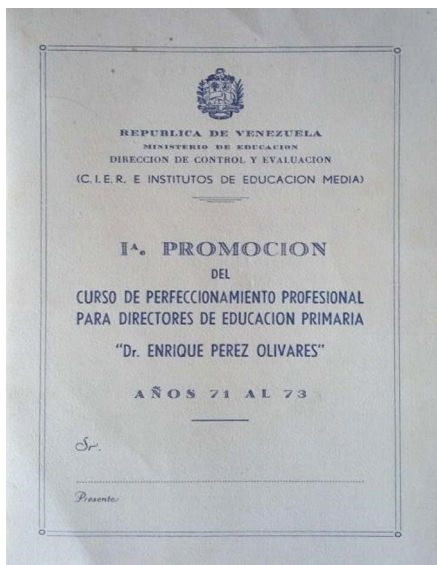 REPUBLICA DE VENEZUELA
MINISTERIO DE EDUCACION
DIRECCION DE CONTROL Y EVALUACION
(C.I.E.R. E INSTITUTOS DE EDUCACION MEDIA)
Iª. PROMOCION
DEL
CURSO DE PERFECCIONAMIENTO PROFESIONAL
PARA DIRECTORES DE EDUCACION PRIMARIA
"Dr. ENRIQUE PEREZ OLIVARES"
AÑOS 71 AL 73
Sr.
Presente